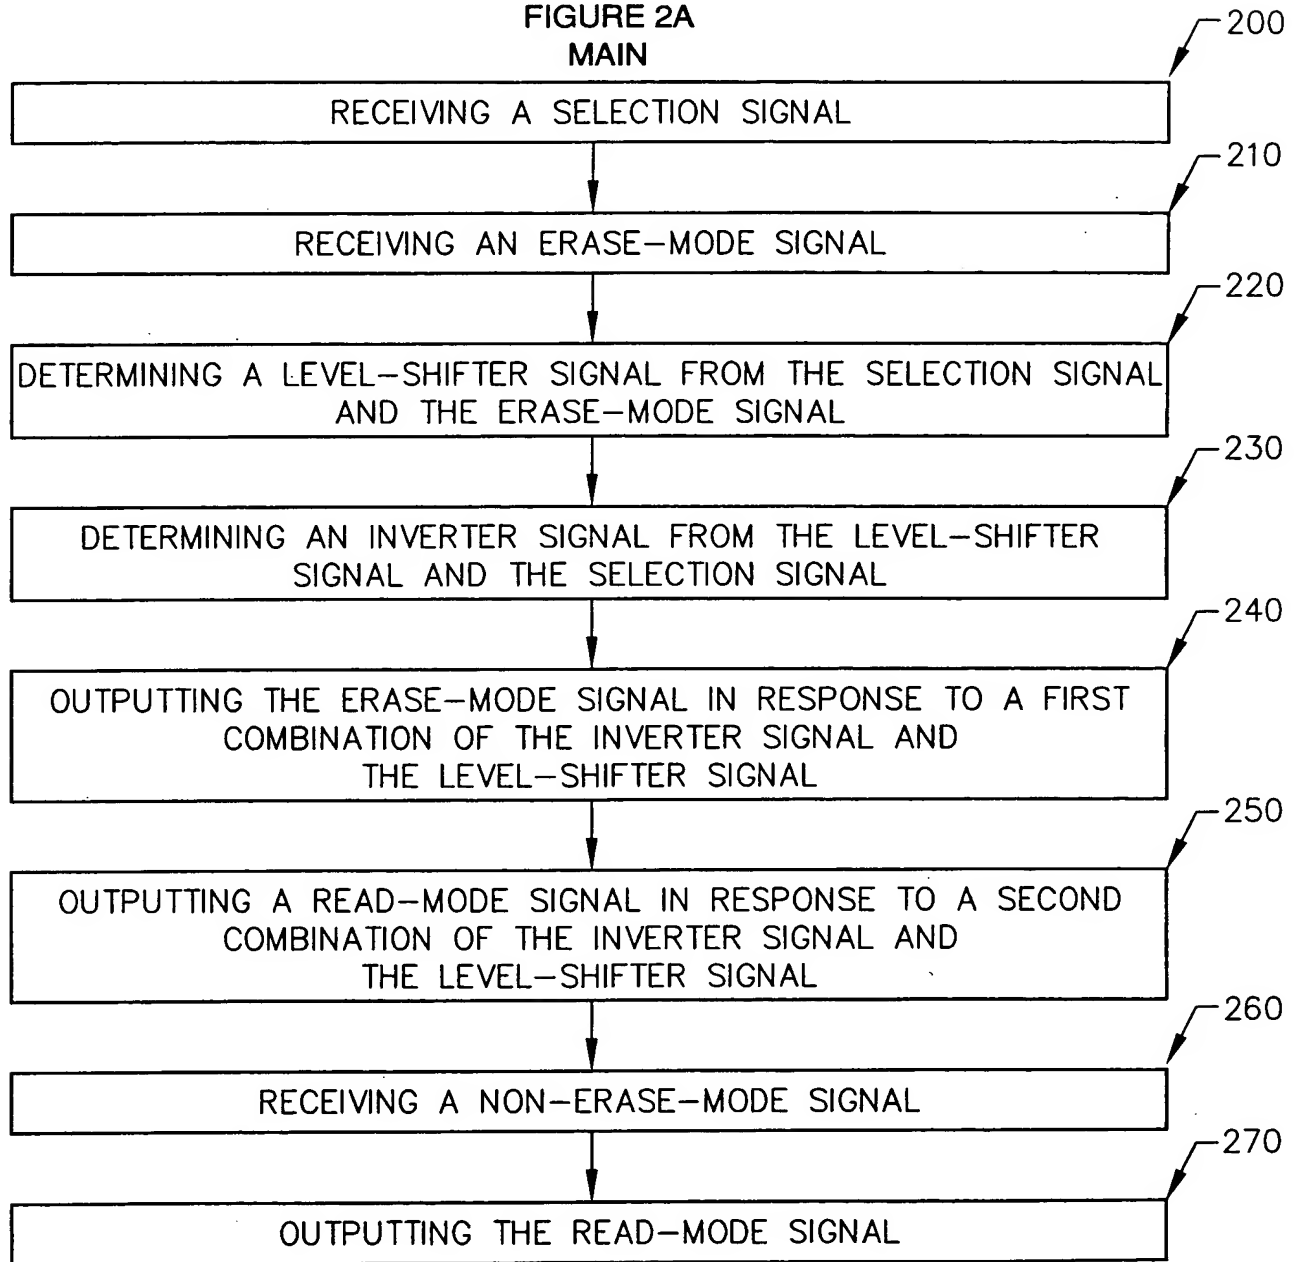 FIGURE 2A
MAIN
200
RECEIVING A SELECTION SIGNAL
210
RECEIVING AN ERASE-MODE SIGNAL
220
DETERMINING A LEVEL-SHIFTER SIGNAL FROM THE SELECTION SIGNAL
AND THE ERASE-MODE SIGNAL
230
DETERMINING AN INVERTER SIGNAL FROM THE LEVEL-SHIFTER
SIGNAL AND THE SELECTION SIGNAL
240
OUTPUTTING THE ERASE-MODE SIGNAL IN RESPONSE TO A FIRST
COMBINATION OF THE INVERTER SIGNAL AND
THE LEVEL-SHIFTER SIGNAL
250
OUTPUTTING A READ-MODE SIGNAL IN RESPONSE TO A SECOND
COMBINATION OF THE INVERTER SIGNAL AND
THE LEVEL-SHIFTER SIGNAL
260
RECEIVING A NON-ERASE-MODE SIGNAL
270
OUTPUTTING THE READ-MODE SIGNAL